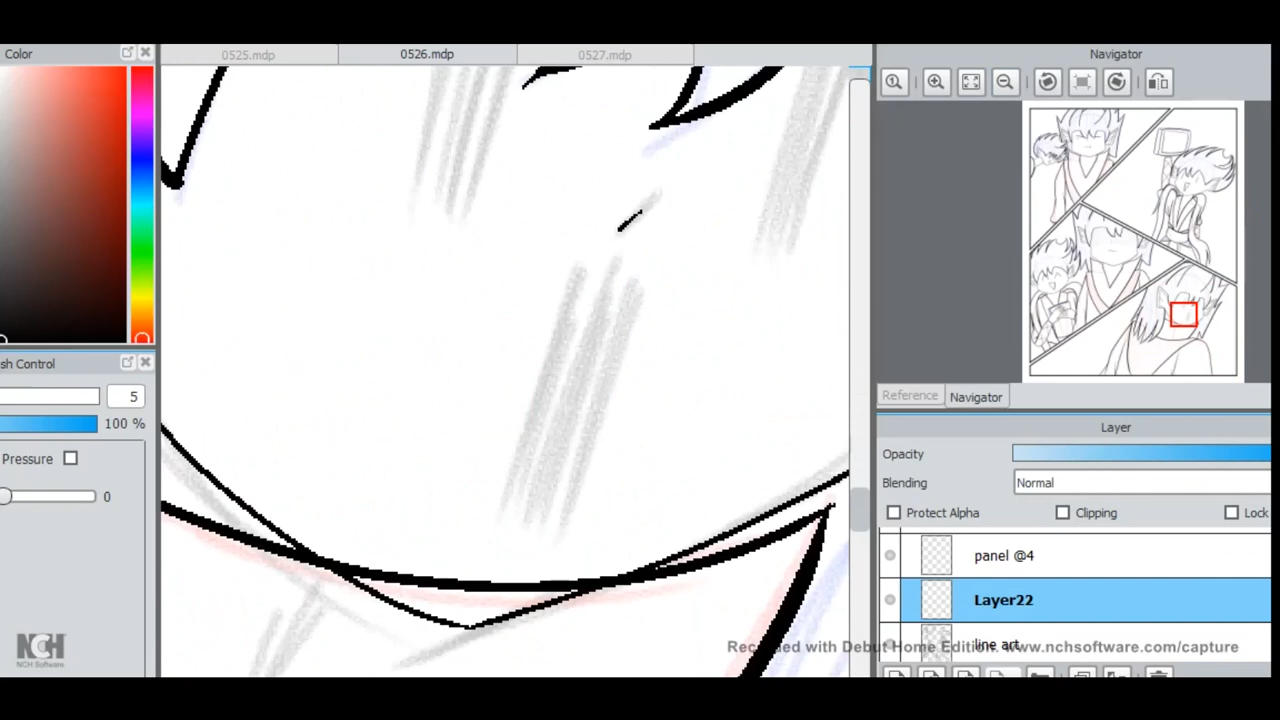 Color
0525.mdp
0526.mdp
0527.mdp
Navigator
1
sh Control
5
100 %
Pressure
0
Reference
Navigator
Layer
Opacity
Blending
Normal
Protect Alpha
Clipping
Lock
panel @4
Layer22
line art
NCH
NCH Software
Recorded with Debut Home Edition. www.nchsoftware.com/capture